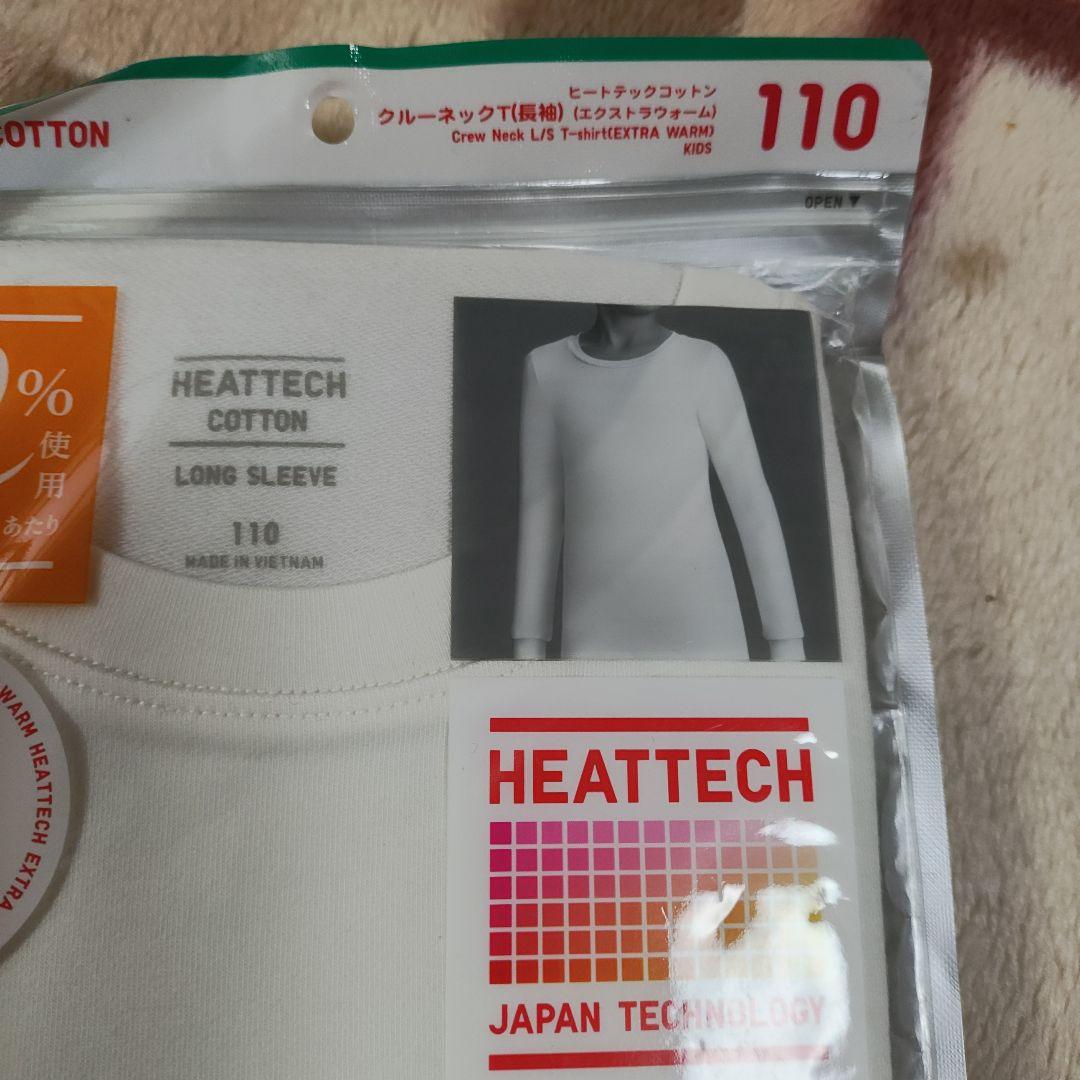 COTTON
ヒートテックコットン
クルーネックT(長袖)(エクストラウォーム)
Crew Neck L/S T-shirt(EXTRA WARM)
KIDS
110
OPEN ▼
%
使用
あたり
HEATTECH
COTTON
LONG SLEEVE
110
MADE IN VIETNAM
WARM HEATTECH EXTRA
HEATTECH
JAPAN TECHNOLOGY